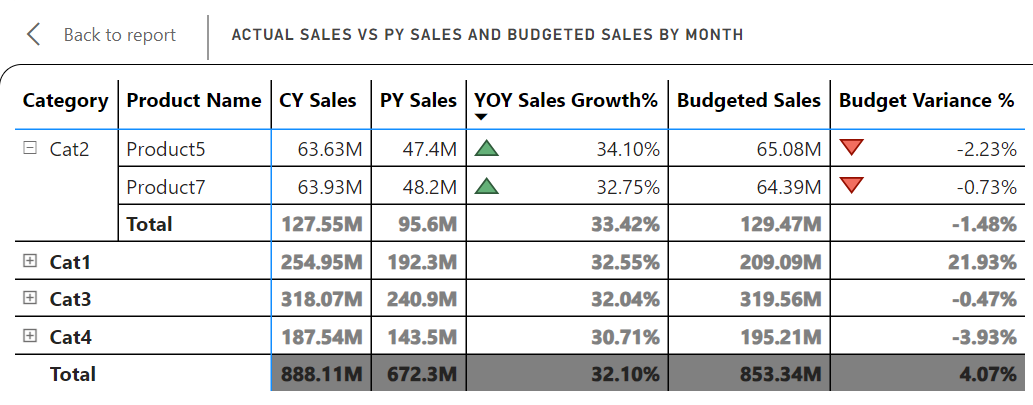 Back to report ACTUAL SALES VS PY SALES AND BUDGETED SALES BY MONTH
Category Product Name CY Sales PY Sales YOY Sales Growth% Budgeted Sales Budget Variance %
Cat2 Product5 63.63M 47.4M 34.10% 65.08M -2.23%
Product7 63.93M 48.2M 32.75% 64.39M -0.73%
Total 127.55M 95.6M 33.42% 129.47M -1.48%
Cat1 254.95M 192.3M 32.55% 209.09M 21.93%
Cat3 318.07M 240.9M 32.04% 319.56M -0.47%
Cat4 187.54M 143.5M 30.71% 195.21M -3.93%
Total 888.11M 672.3M 32.10% 853.34M 4.07%